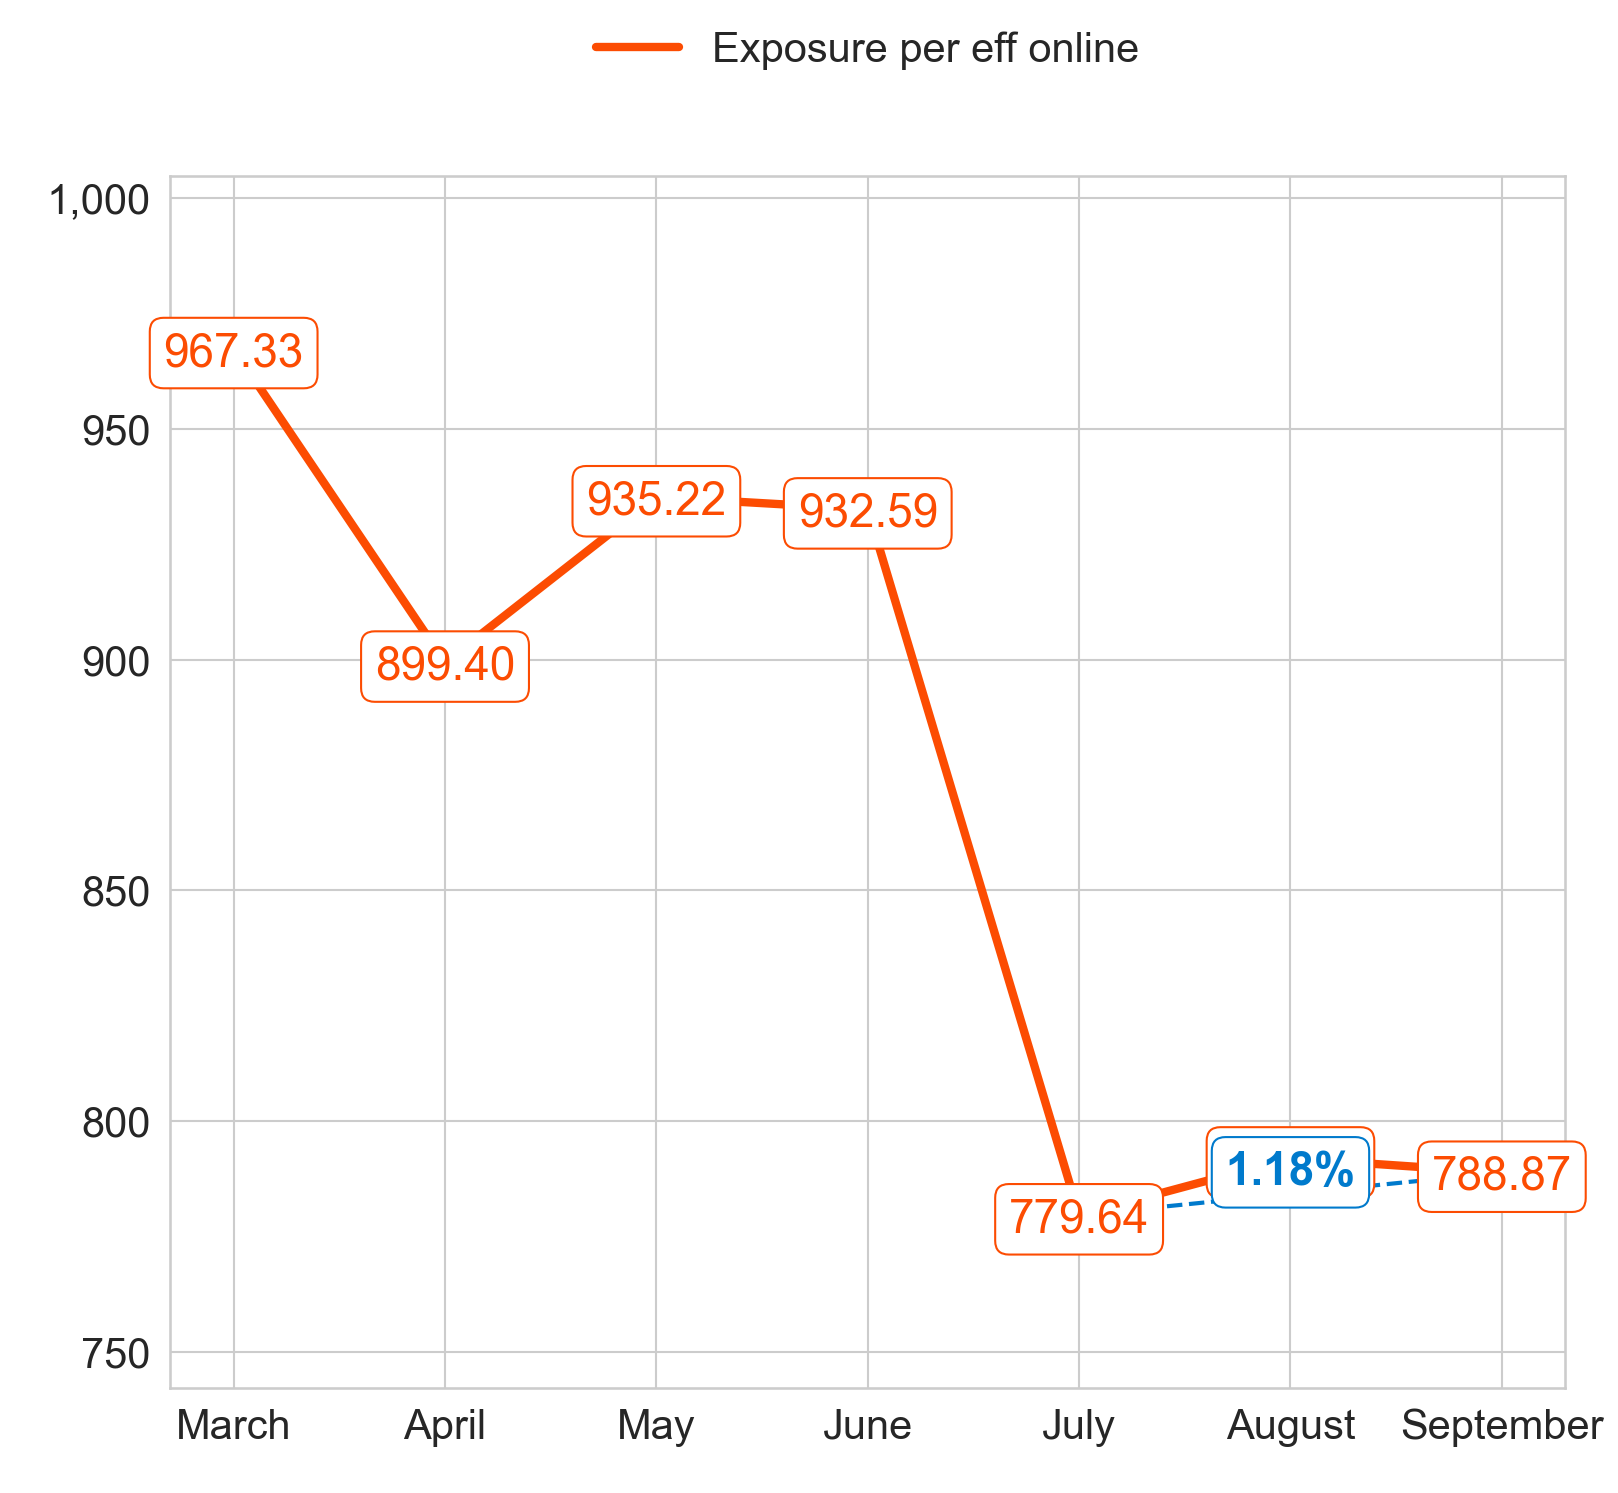 Exposure per eff online
1,000
950
900
850
800
750
967.33
899.40
935.22
932.59
779.64
1.18%
788.87
March
April
May
June
July
August
September